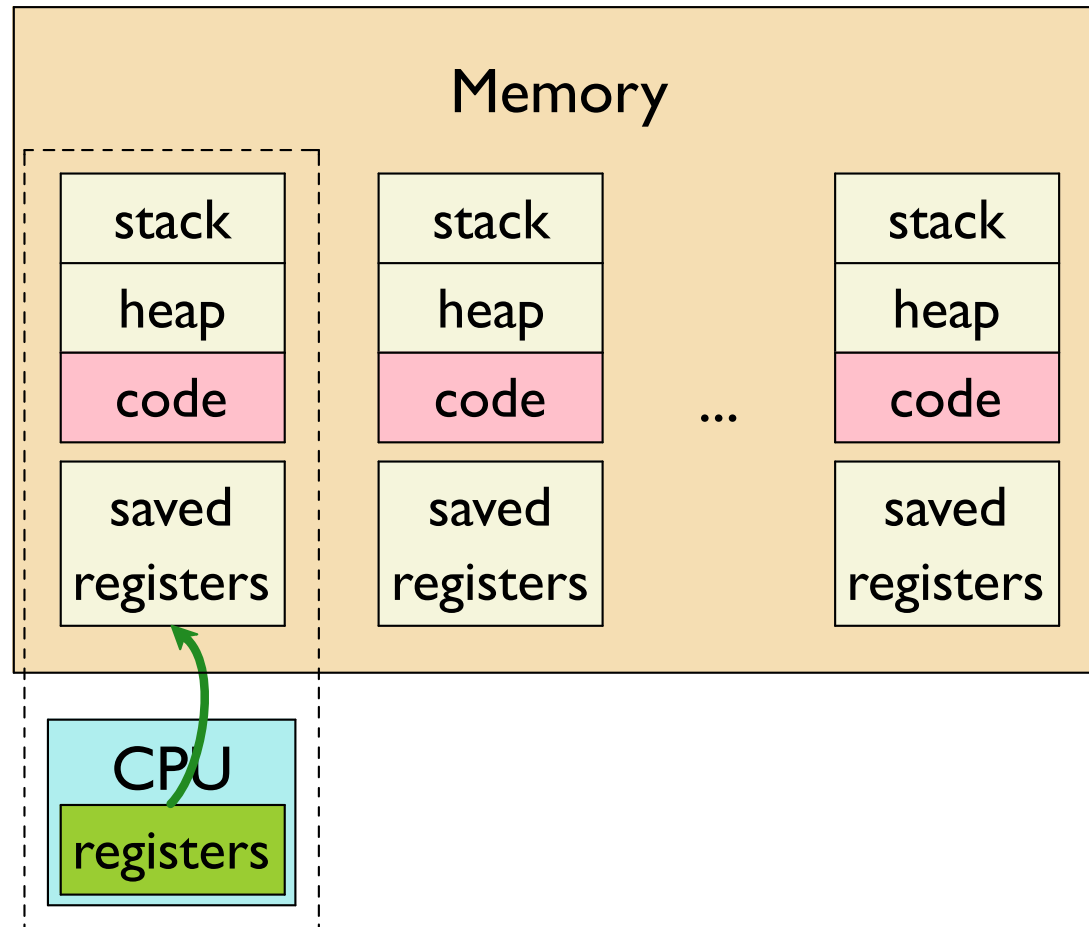 Memory
stack
heap
code
saved
registers
stack
heap
code
saved
registers
...
stack
heap
code
saved
registers
CPU
registers